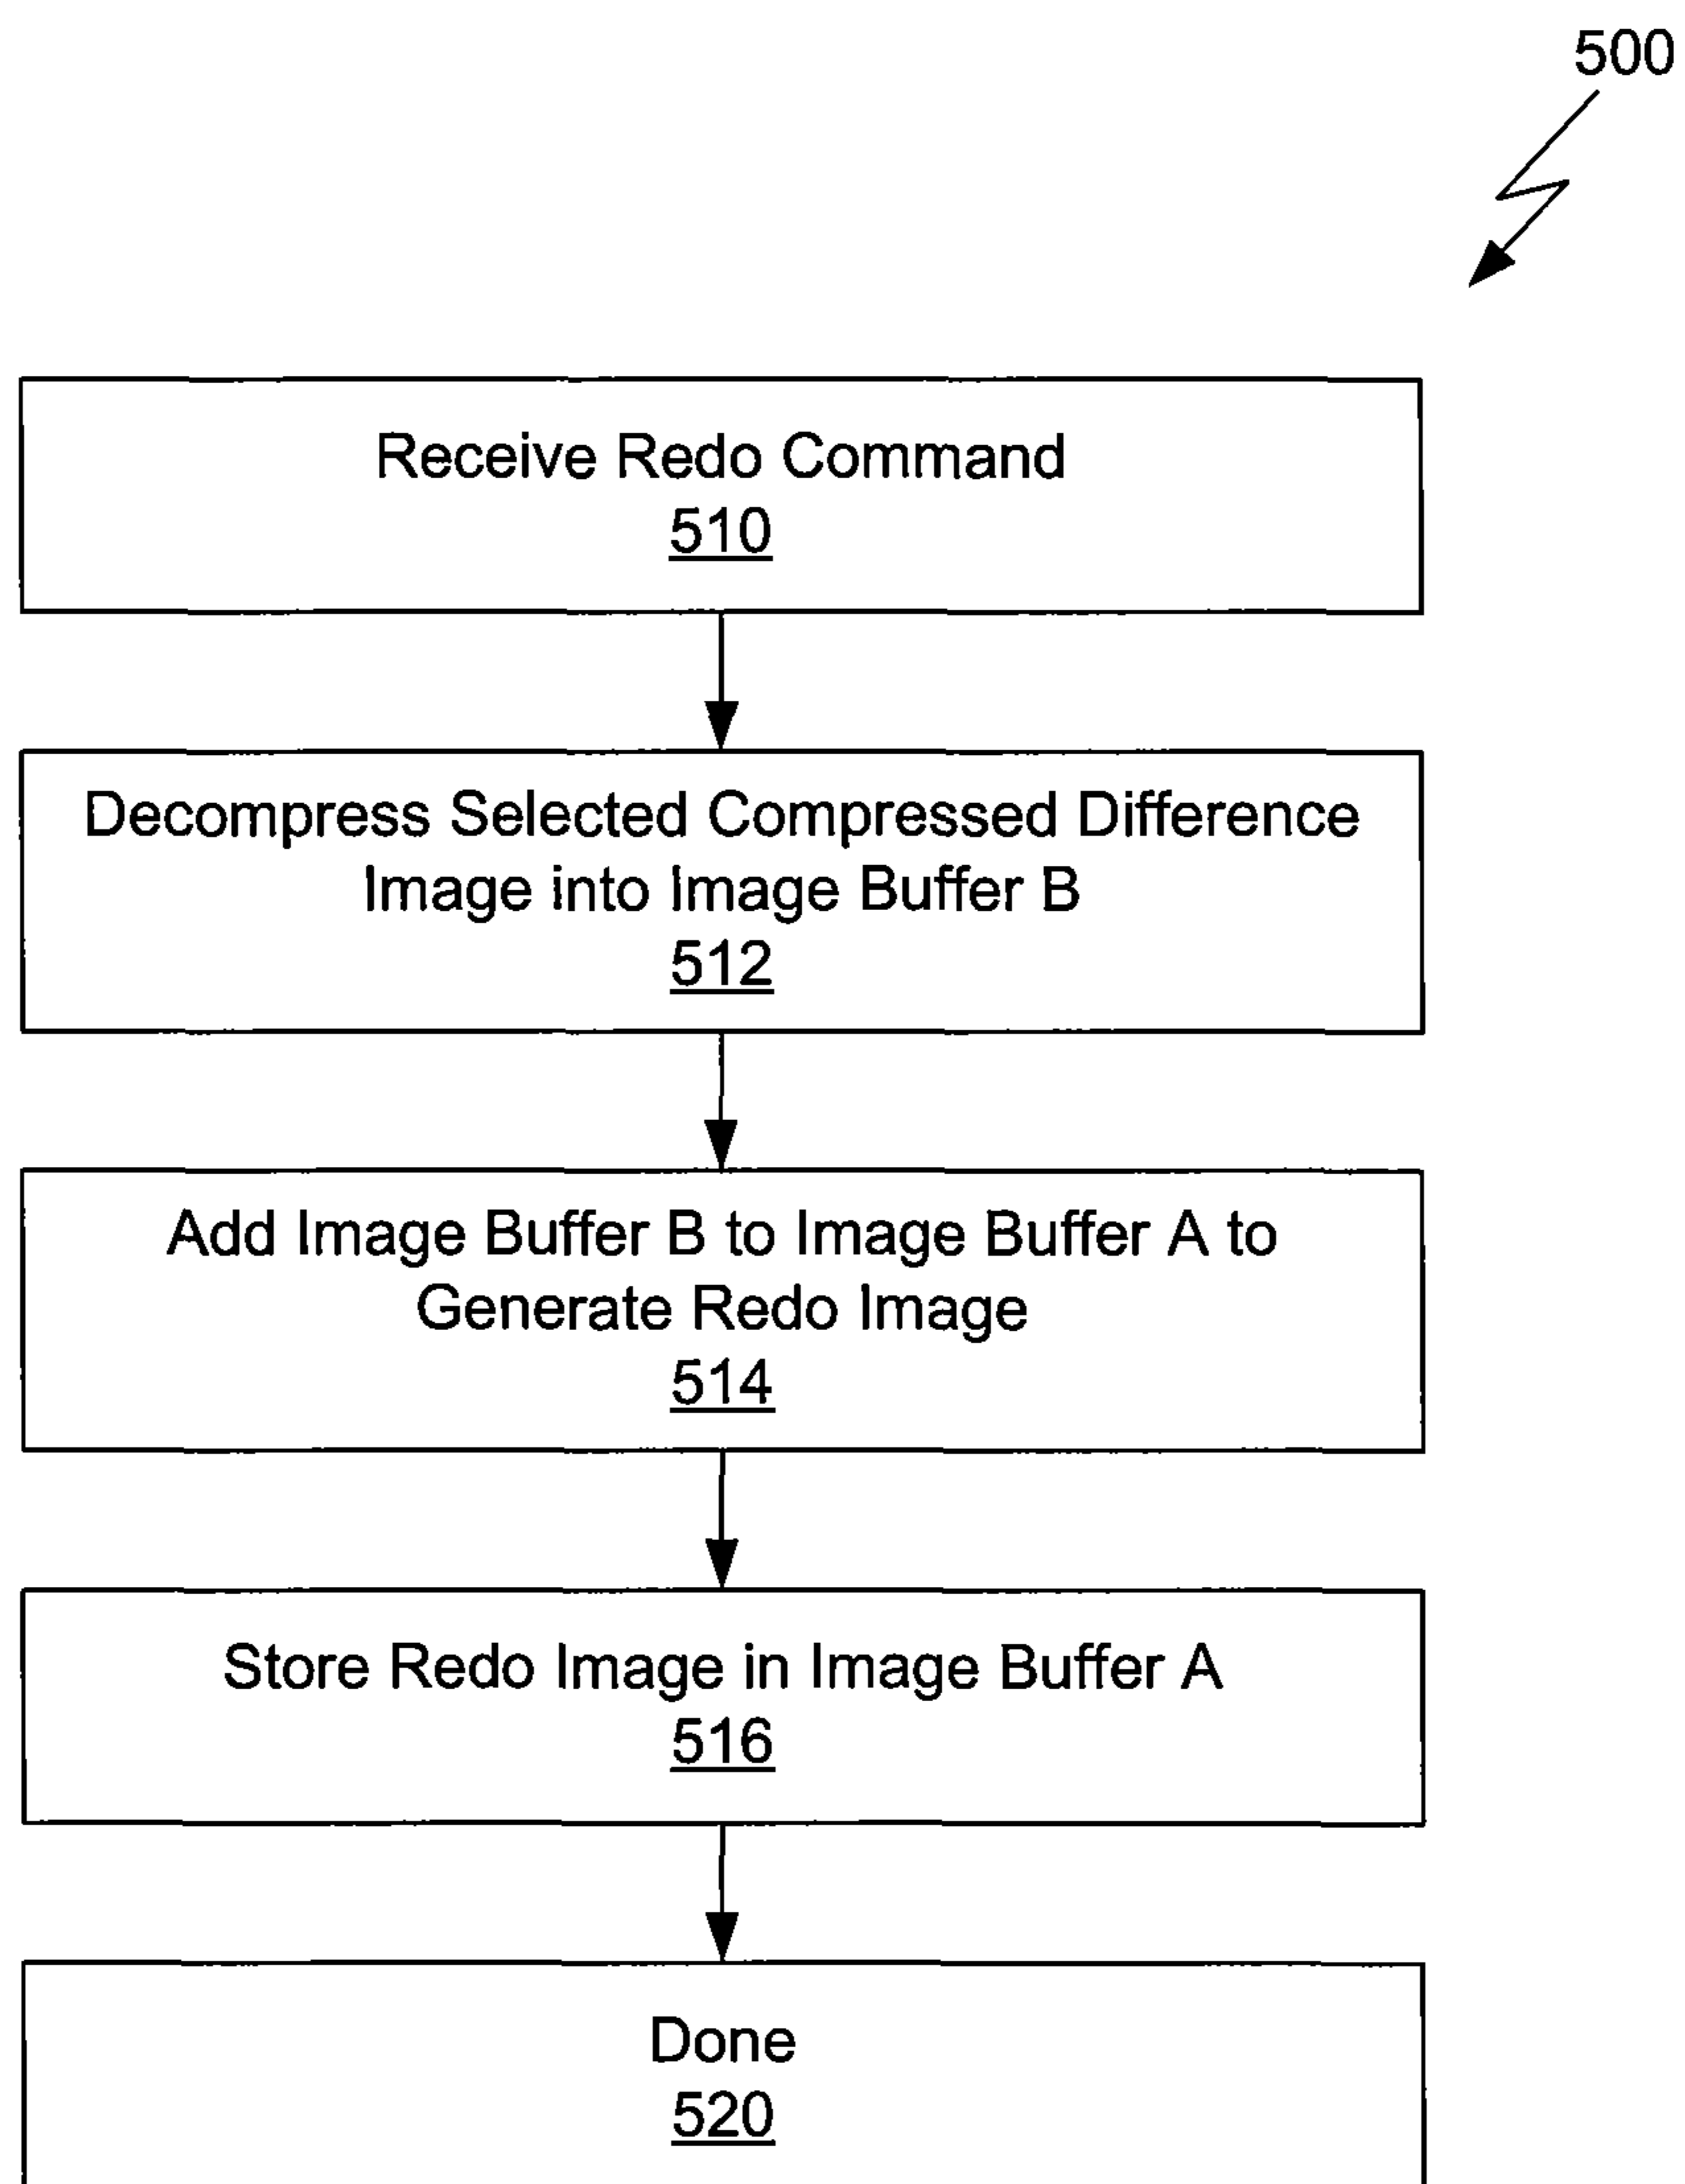 500
Receive Redo Command
510
Decompress Selected Compressed Difference
Image into Image Buffer B
512
Add Image Buffer B to Image Buffer A to
Generate Redo Image
514
Store Redo Image in Image Buffer A
516
Done
520